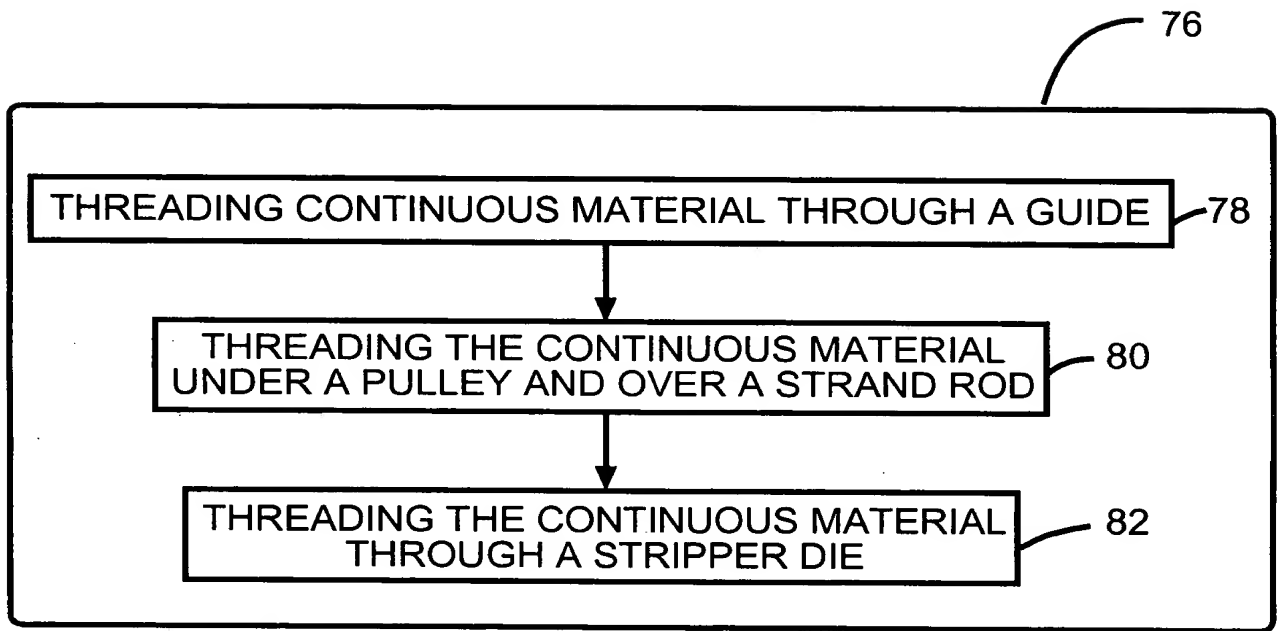 76
THREADING CONTINUOUS MATERIAL THROUGH A GUIDE
78
THREADING THE CONTINUOUS MATERIAL
UNDER A PULLEY AND OVER A STRAND ROD
80
THREADING THE CONTINUOUS MATERIAL
THROUGH A STRIPPER DIE
82